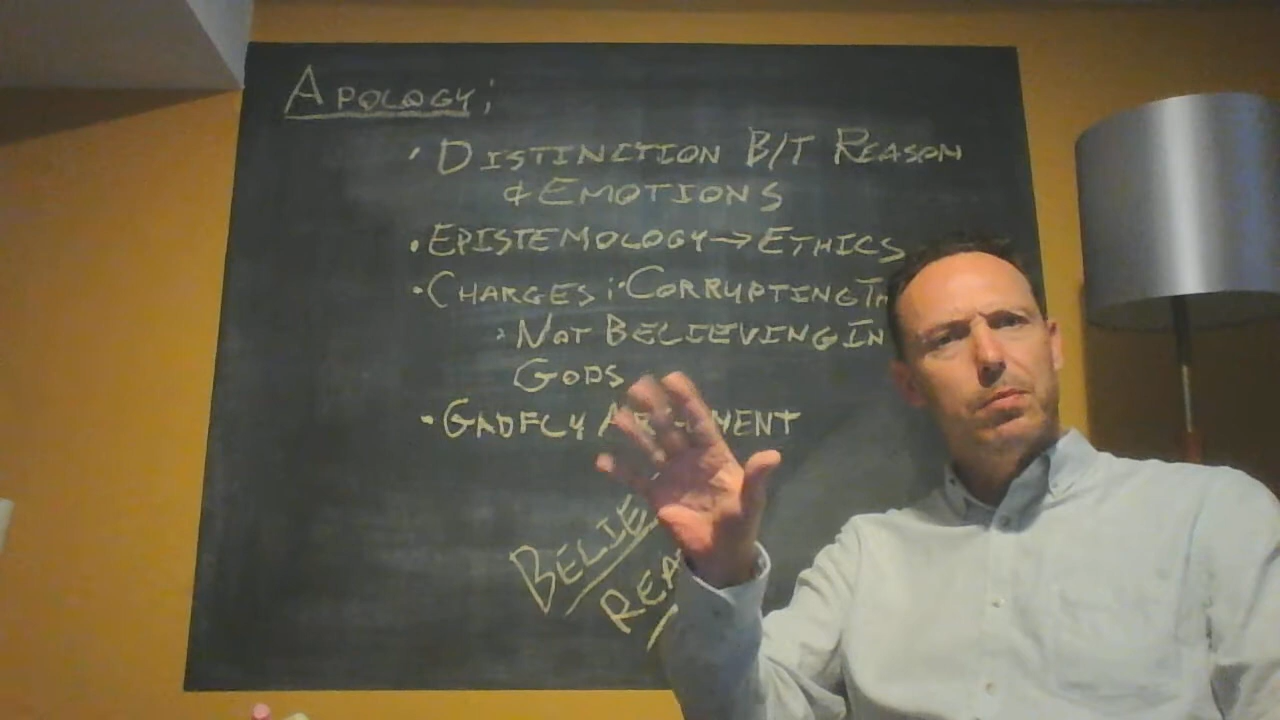 APOLOGY;
• DISTINCTION B/T REASON
& EMOTIONS
• EPISTEMOLOGY → ETHICS
• CHARGES: • CORRUPTING
• NOT BELIEVING IN
GODS
• GADFLY